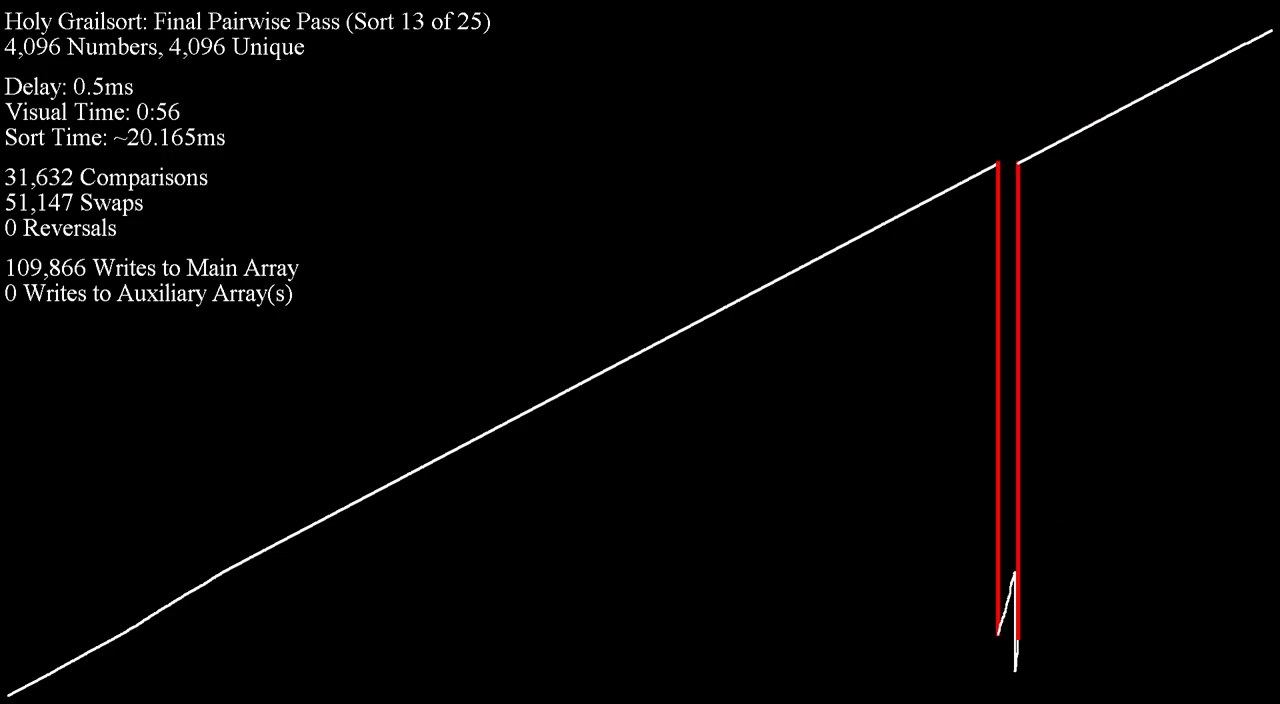 Holy Grailsort: Final Pairwise Pass (Sort 13 of 25)
4,096 Numbers, 4,096 Unique
Delay: 0.5ms
Visual Time: 0:56
Sort Time: ~20.165ms
31,632 Comparisons
51,147 Swaps
0 Reversals
109,866 Writes to Main Array
0 Writes to Auxiliary Array(s)